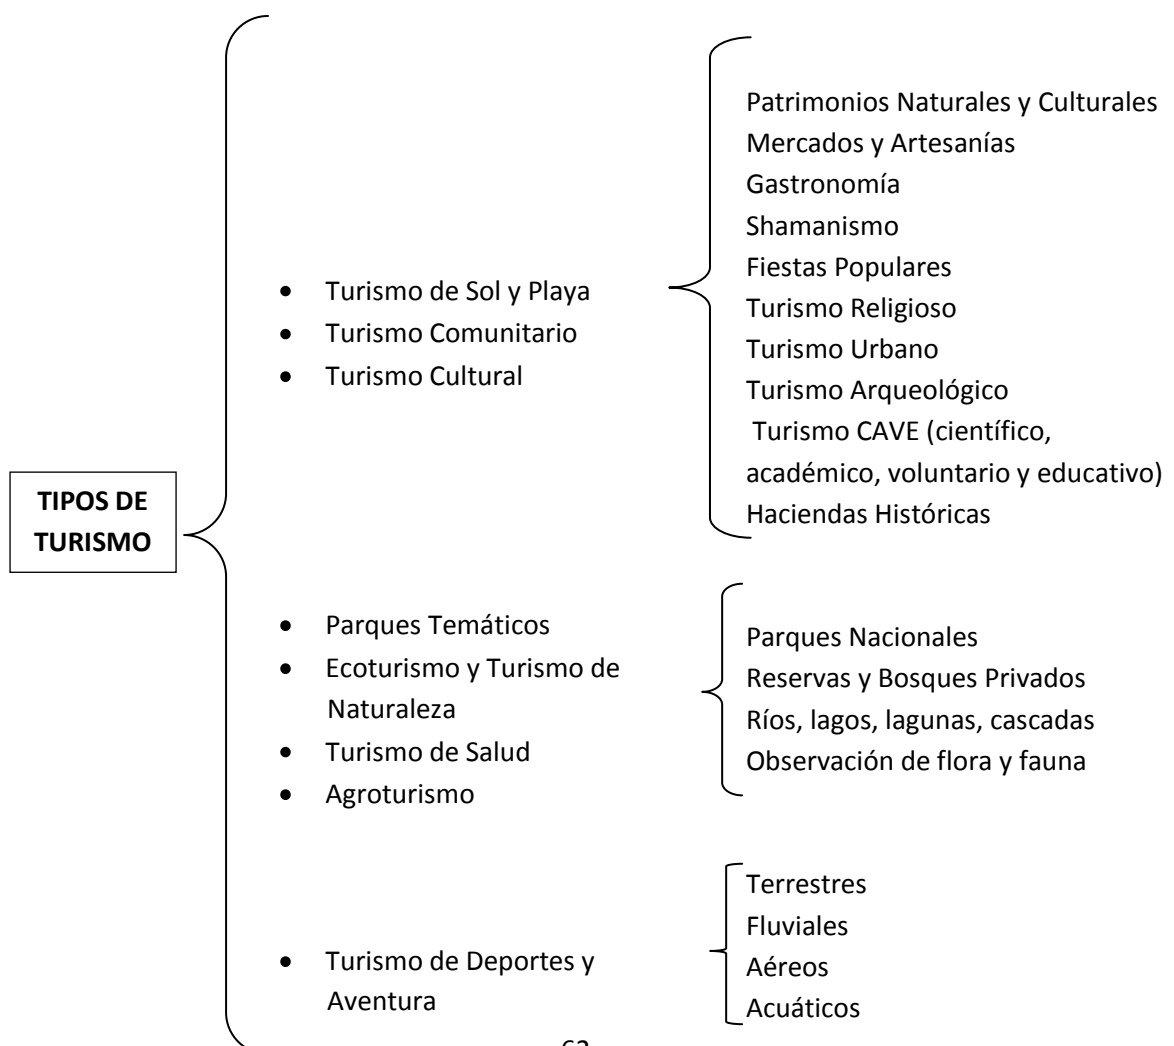 TIPOS DE
TURISMO
• Turismo de Sol y Playa
• Turismo Comunitario
• Turismo Cultural
Patrimonios Naturales y Culturales
Mercados y Artesanías
Gastronomía
Shamanismo
Fiestas Populares
Turismo Religioso
Turismo Urbano
Turismo Arqueológico
Turismo CAVE (científico,
académico, voluntario y educativo)
Haciendas Históricas
• Parques Temáticos
• Ecoturismo y Turismo de
Naturaleza
• Turismo de Salud
• Agroturismo
Parques Nacionales
Reservas y Bosques Privados
Ríos, lagos, lagunas, cascadas
Observación de flora y fauna
• Turismo de Deportes y
Aventura
Terrestres
Fluviales
Aéreos
Acuáticos